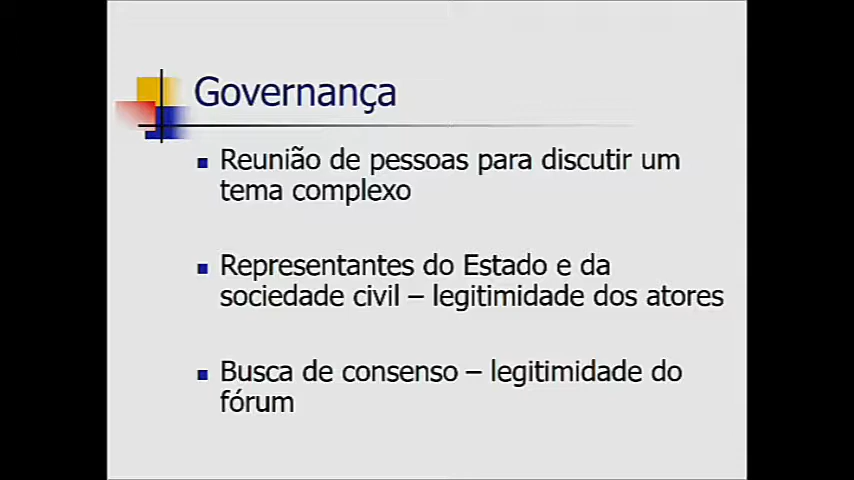 Governança
Reunião de pessoas para discutir um
tema complexo
Representantes do Estado e da
sociedade civil – legitimidade dos atores
Busca de consenso – legitimidade do
fórum